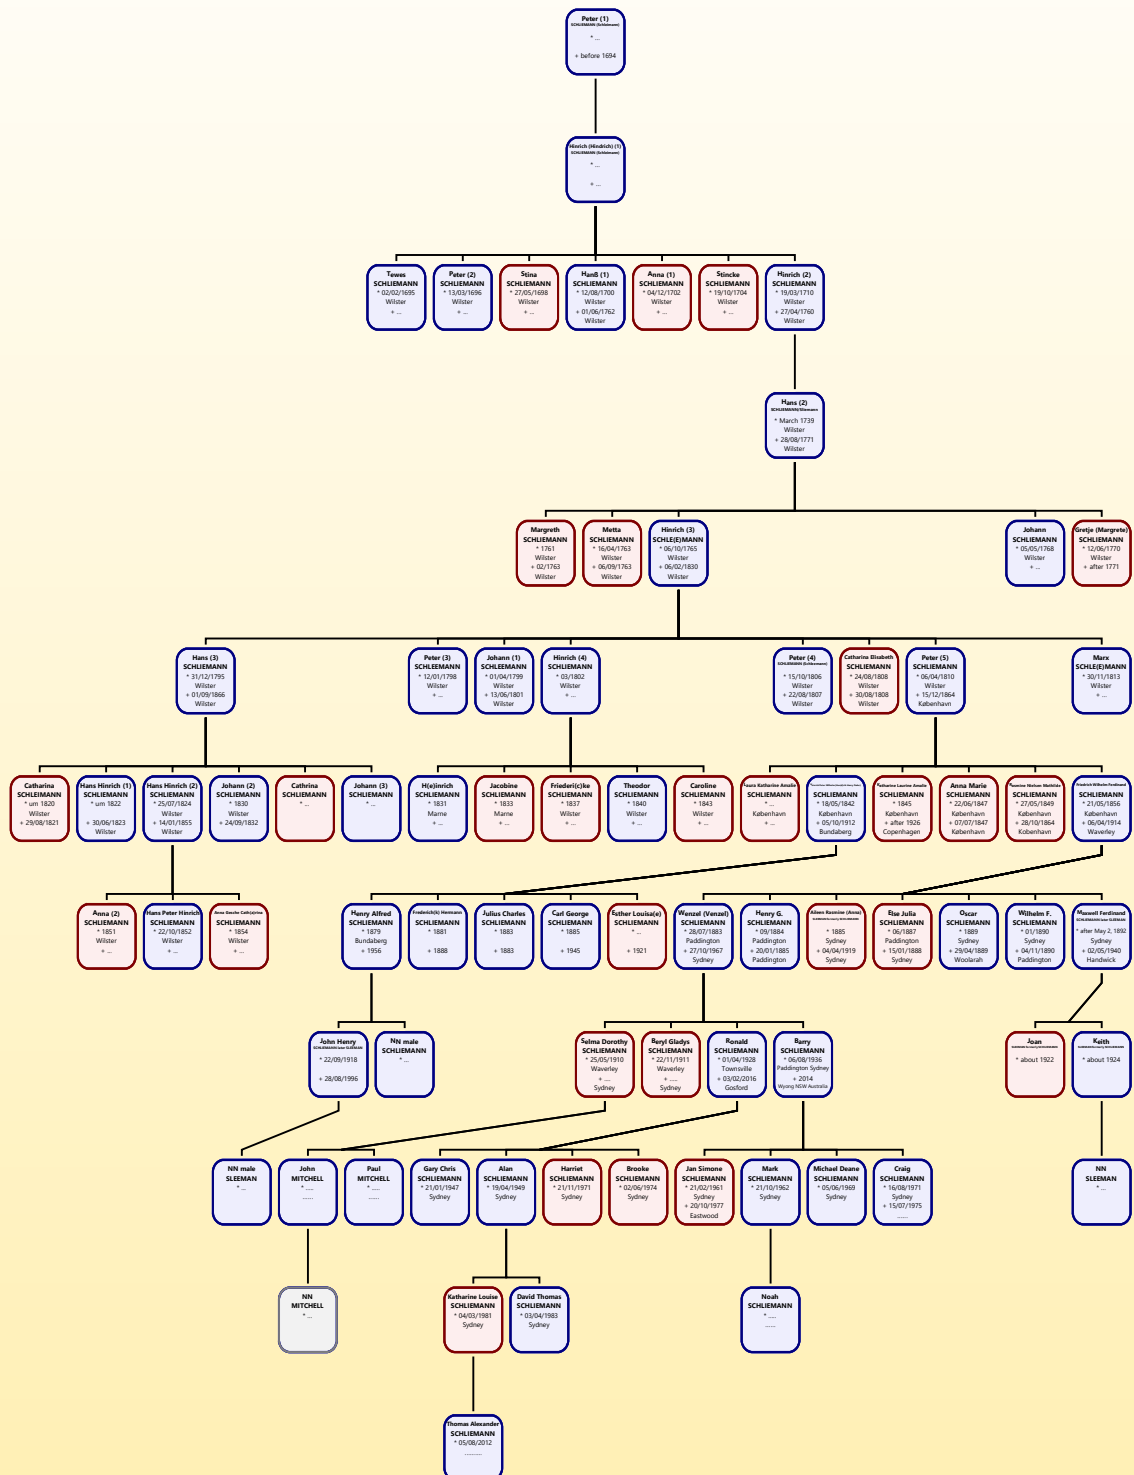 Peter (1)
SCHLIEMANN (Schleimann)
* ...
+ before 1694
Hinrich (Hindrich) (1)
SCHLIEMANN (Schleimann)
* ...
+ ...
Tewes
SCHLIEMANN
* 02/02/1695
Wilster
+ ...
Peter (2)
SCHLIEMANN
* 13/03/1696
Wilster
+ ...
Stina
SCHLIEMANN
* 27/05/1698
Wilster
+ ...
Hanß (1)
SCHLIEMANN
* 12/08/1700
Wilster
+ 01/06/1762
Wilster
Anna (1)
SCHLIEMANN
* 04/12/1702
Wilster
+ ...
Stincke
SCHLIEMANN
* 19/10/1704
Wilster
+ ...
Hinrich (2)
SCHLIEMANN
* 19/03/1710
Wilster
+ 27/04/1760
Wilster
Hans (2)
* March 1739
Wilster
+ 28/08/1771
Wilster
Margreth
SCHLIEMANN
* 1761
Wilster
+ 02/1763
Wilster
Metta
SCHLIEMANN
* 16/04/1763
Wilster
+ 06/09/1763
Wilster
Hinrich (3)
SCHLE(E)MANN
* 06/10/1765
Wilster
+ 06/02/1830
Wilster
Johann
SCHLIEMANN
* 05/05/1768
Wilster
+ ...
Gretje (Margrete)
SCHLIEMANN
* 12/06/1770
Wilster
+ after 1771
Hans (3)
SCHLIEMANN
* 31/12/1795
Wilster
+ 01/09/1866
Wilster
Peter (3)
SCHLEEMANN
* 12/01/1798
Wilster
+ ...
Johann (1)
SCHLEEMANN
* 01/04/1799
Wilster
+ 13/06/1801
Wilster
Hinrich (4)
SCHLIEMANN
* 03/1802
Wilster
+ ...
Peter (4)
SCHLIEMANN (Schleemann)
* 15/10/1806
Wilster
+ 22/08/1807
Wilster
Catharina Elisabeth
SCHLEEMANN
* 24/08/1808
Wilster
+ 30/08/1808
Wilster
Peter (5)
SCHLIEMANN
* 06/04/1810
Wilster
+ 15/12/1864
København
Marx
SCHLE(E)MANN
* 30/11/1813
Wilster
+ ...
Catharina
SCHLEIMANN
* um 1820
Wilster
+ 29/08/1821
Hans Hinrich (1)
SCHLIEMANN
* um 1822
+ 30/06/1823
Wilster
Hans Hinrich (2)
SCHLIEMANN
* 25/07/1824
Wilster
+ 14/01/1855
Wilster
Johann (2)
SCHLIEMANN
* 1830
Wilster
+ 24/09/1832
Cathrina
SCHLIEMANN
* ...
Johann (3)
SCHLIEMANN
* ...
H(e)inrich
SCHLIEMANN
* 1831
Marne
+ ...
Jacobine
SCHLIEMANN
* 1833
Marne
+ ...
Friederi(c)ke
SCHLIEMANN
* 1837
Wilster
+ ...
Theodor
SCHLIEMANN
* 1840
Wilster
+ ...
Caroline
SCHLIEMANN
* 1843
Wilster
+ ...
Laura Katharine Amalie
SCHLIEMANN
* ...
København
+ ...
SCHLIEMANN
* 18/05/1842
København
+ 05/10/1912
Bundaberg
Katharine Laurine Amalie
SCHLIEMANN
* 1845
København
+ after 1926
Copenhagen
Anna Marie
SCHLIEMANN
* 22/06/1847
København
+ 07/07/1847
København
SCHLIEMANN
* 27/05/1849
København
+ 28/10/1864
København
Friedrich Wilhelm Ferdinand
SCHLIEMANN
* 21/05/1856
København
+ 06/04/1914
Waverley
Anna (2)
SCHLIEMANN
* 1851
Wilster
+ ...
Hans Peter Hinrich
SCHLIEMANN
* 22/10/1852
Wilster
+ ...
SCHLIEMANN
* 1854
Wilster
+ ...
Henry Alfred
SCHLIEMANN
* 1879
Bundaberg
+ 1956
Frederich(k) Hermann
SCHLIEMANN
* 1881
+ 1888
Julius Charles
SCHLIEMANN
* 1883
+ 1883
Carl George
SCHLIEMANN
* 1885
+ 1945
Esther Louisa(e)
SCHLIEMANN
* ...
+ 1921
Wenzel (Venzel)
SCHLIEMANN
* 28/07/1883
Paddington
+ 27/10/1967
Sydney
Henry G.
SCHLIEMANN
* 09/1884
Paddington
+ 20/01/1885
Paddington
Aileen Rasmine (Anna)
* 1885
Sydney
+ 04/04/1919
Sydney
Else Julia
SCHLIEMANN
* 06/1887
Paddington
+ 15/01/1888
Sydney
Oscar
SCHLIEMANN
* 1889
Sydney
+ 29/04/1889
Woolarah
Wilhelm F.
SCHLIEMANN
* 01/1890
Sydney
+ 04/11/1890
Paddington
Maxwell Ferdinand
SCHLIEMANN later SLEEMAN
* after May 2, 1892
Sydney
+ 02/05/1940
Handwick
John Henry
SCHLIEMANN later SLEEMAN
* 22/09/1918
+ 28/08/1996
NN male
SCHLIEMANN
* ...
Selma Dorothy
SCHLIEMANN
* 25/05/1910
Waverley
+ ....
Sydney
Beryl Gladys
SCHLIEMANN
* 22/11/1911
Waverley
+ .....
Sydney
Ronald
SCHLIEMANN
* 01/04/1928
Townsville
+ 03/02/2016
Gosford
Barry
SCHLIEMANN
* 06/08/1936
Paddington Sydney
+ 2014
Wyong NSW Australia
Joan
* about 1922
Keith
* about 1924
NN male
SLEEMAN
* ...
John
MITCHELL
* .....
......
Paul
MITCHELL
* .....
......
Gary Chris
SCHLIEMANN
* 21/01/1947
Sydney
Alan
SCHLIEMANN
* 19/04/1949
Sydney
Harriet
SCHLIEMANN
* 21/11/1971
Sydney
Brooke
SCHLIEMANN
* 02/06/1974
Sydney
Jan Simone
SCHLIEMANN
* 21/02/1961
Sydney
+ 20/10/1977
Eastwood
Mark
SCHLIEMANN
* 21/10/1962
Sydney
Michael Deane
SCHLIEMANN
* 05/06/1969
Sydney
Craig
SCHLIEMANN
* 16/08/1971
Sydney
+ 15/07/1975
......
NN
SLEEMAN
* ...
NN
MITCHELL
* ...
Katharine Louise
SCHLIEMANN
* 04/03/1981
Sydney
David Thomas
SCHLIEMANN
* 03/04/1983
Sydney
Noah
SCHLIEMANN
* .....
......
Thomas Alexander
SCHLIEMANN
* 05/08/2012
..........